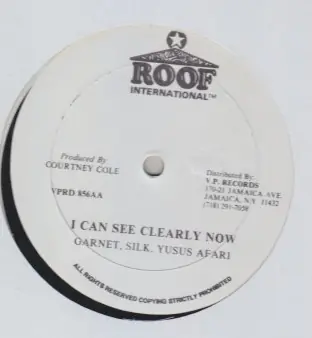 ROOF
INTERNATIONAL™
Produced By
COURTNEY COLE
Distributed By:
V.P. RECORDS
170-21 JAMAICA AVE.
JAMAICA, N.Y. 11432
(718) 291-7058
VPRD 856AA
I CAN SEE CLEARLY NOW
GARNET, SILK, YUSUS AFARI
ALL RIGHTS RESERVED COPYING STRICTLY PROHIBITED